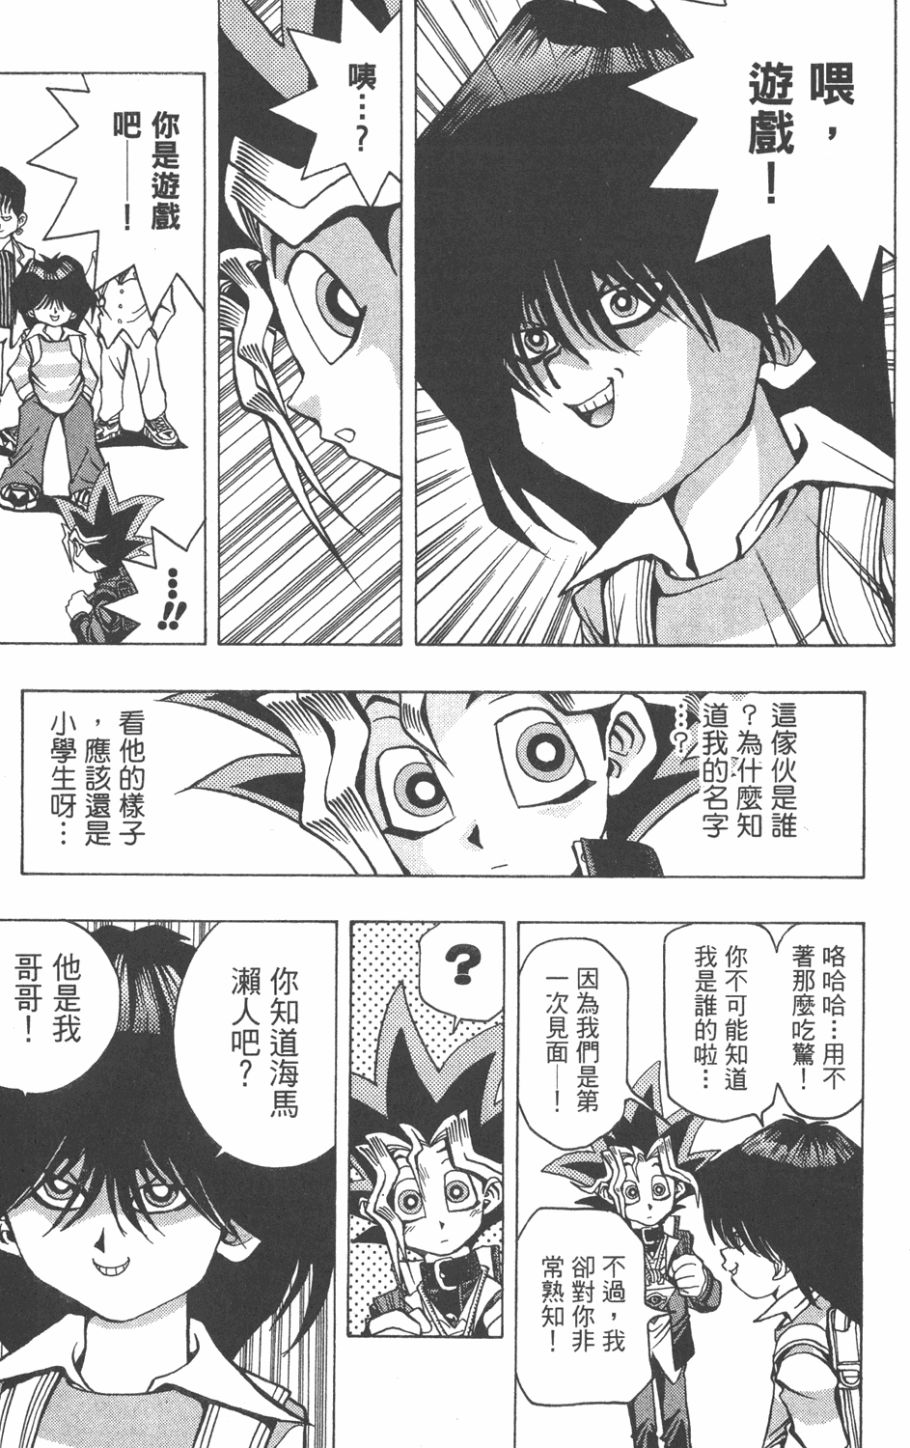 喂，
遊戲！
咦…？
你是遊戲
吧——！
…!!
這傢伙是誰
？為什麼知
道我的名字
…？
看他的樣子
，應該還是
小學生呀…
咯哈哈…用不
著那麼吃驚！
你不可能知道
我是誰的啦…
因為我們是第
一次見面——！
不過，我
卻對你非
常熟知！
？
你知道海馬
瀨人吧？
他是我
哥哥！